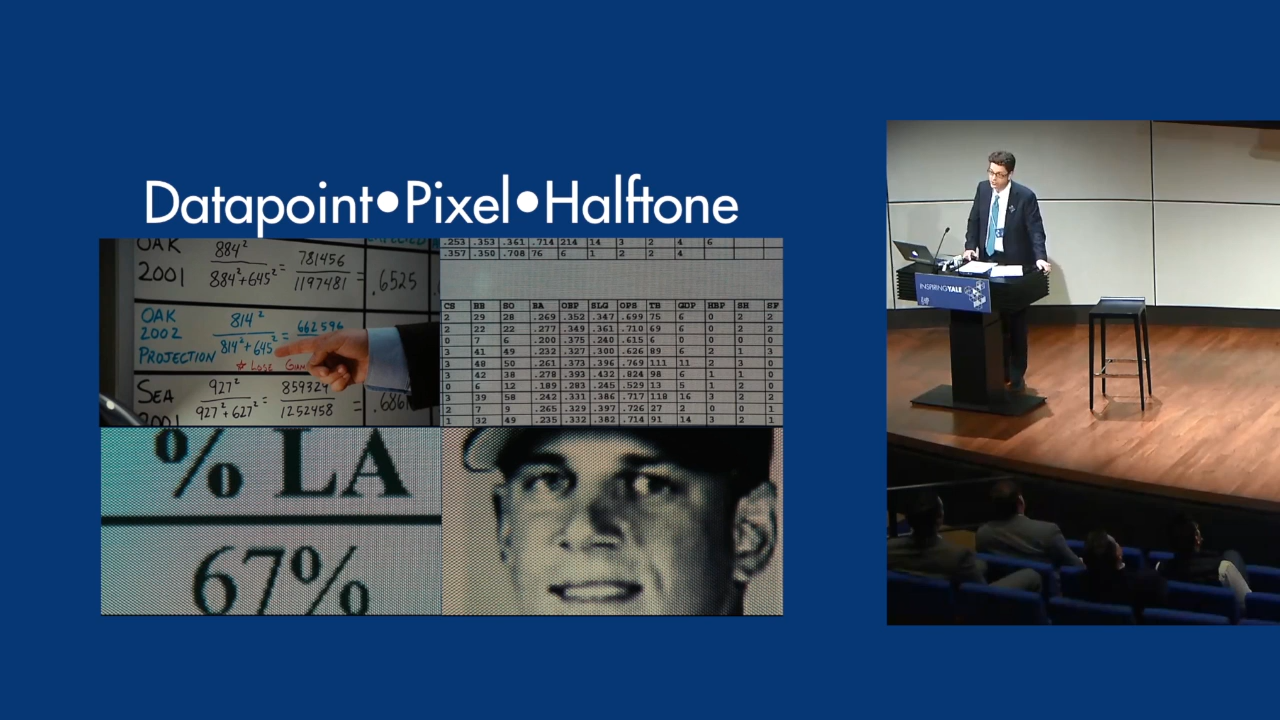 Datapoint•Pixel•Halftone
OAK
2001
884²
884²+645² = 781456
1197481 = .6525
OAK
2002
PROJECTION
814²
814²+645² = 662596
* LOSE
SEA
2001
927²
927²+627² = 859329
1252458 =
.253 .353 .361 .714 214 14 3 2 4 6
.357 .350 .708 76 6 1 2 2 4
CS BB SO BA OBP SLG OPS TB GDP HBP SH SF
2 29 28 .269 .352 .347 .699 75 6 0 2 2
2 22 22 .277 .349 .361 .710 69 6 0 2 2
0 7 6 .200 .375 .240 .615 6 0 0 0 0
3 41 49 .232 .327 .300 .626 89 6 2 1 3
3 48 50 .261 .373 .396 .769 111 11 2 3 0
3 42 38 .278 .393 .432 .824 98 6 1 1 0
0 6 12 .189 .283 .245 .529 13 5 1 2 0
3 39 58 .242 .331 .386 .717 118 16 3 2 2
2 7 9 .265 .329 .397 .726 27 2 0 0 1
1 32 49 .235 .332 .382 .714 91 14 3 2 1
% LA
67%
INSPIRING YALE